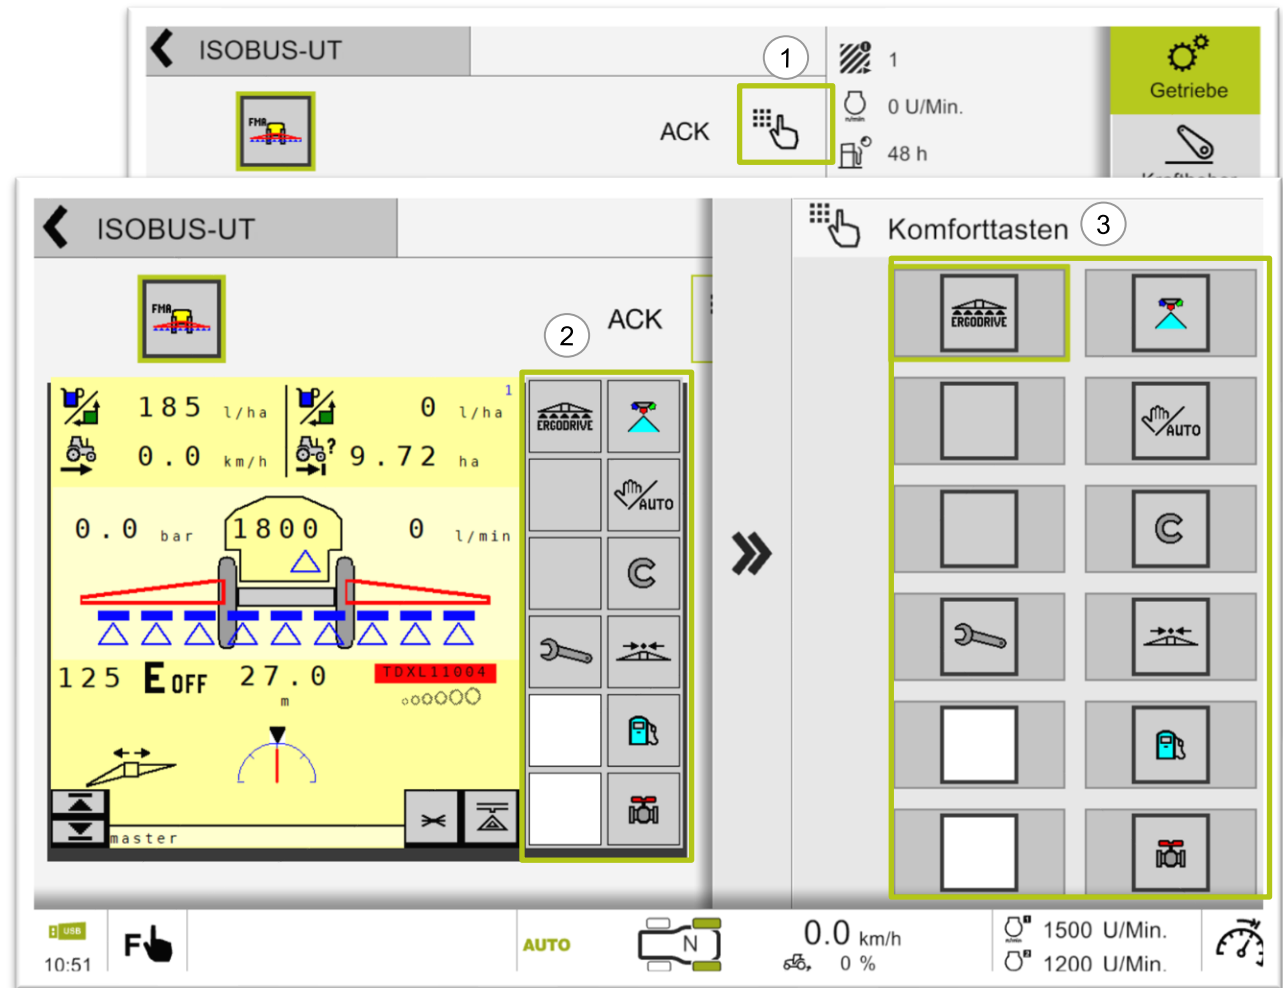 ISOBUS-UT
1
1
Getriebe
n/min
0 U/Min.
FMA
ACK
48 h
ISOBUS-UT
Komforttasten
3
FMA
ACK
2
ERGODRIVE
1
185 l/ha
0 l/ha
ERGODRIVE
0.0 km/h
? 9.72 ha
AUTO
AUTO
0.0 bar
1800
0 l/min
C
C
125 E OFF
27.0
m
TDXL11004
master
USB
10:51
F
AUTO
N
0.0 km/h
0 %
1500 U/Min.
1200 U/Min.